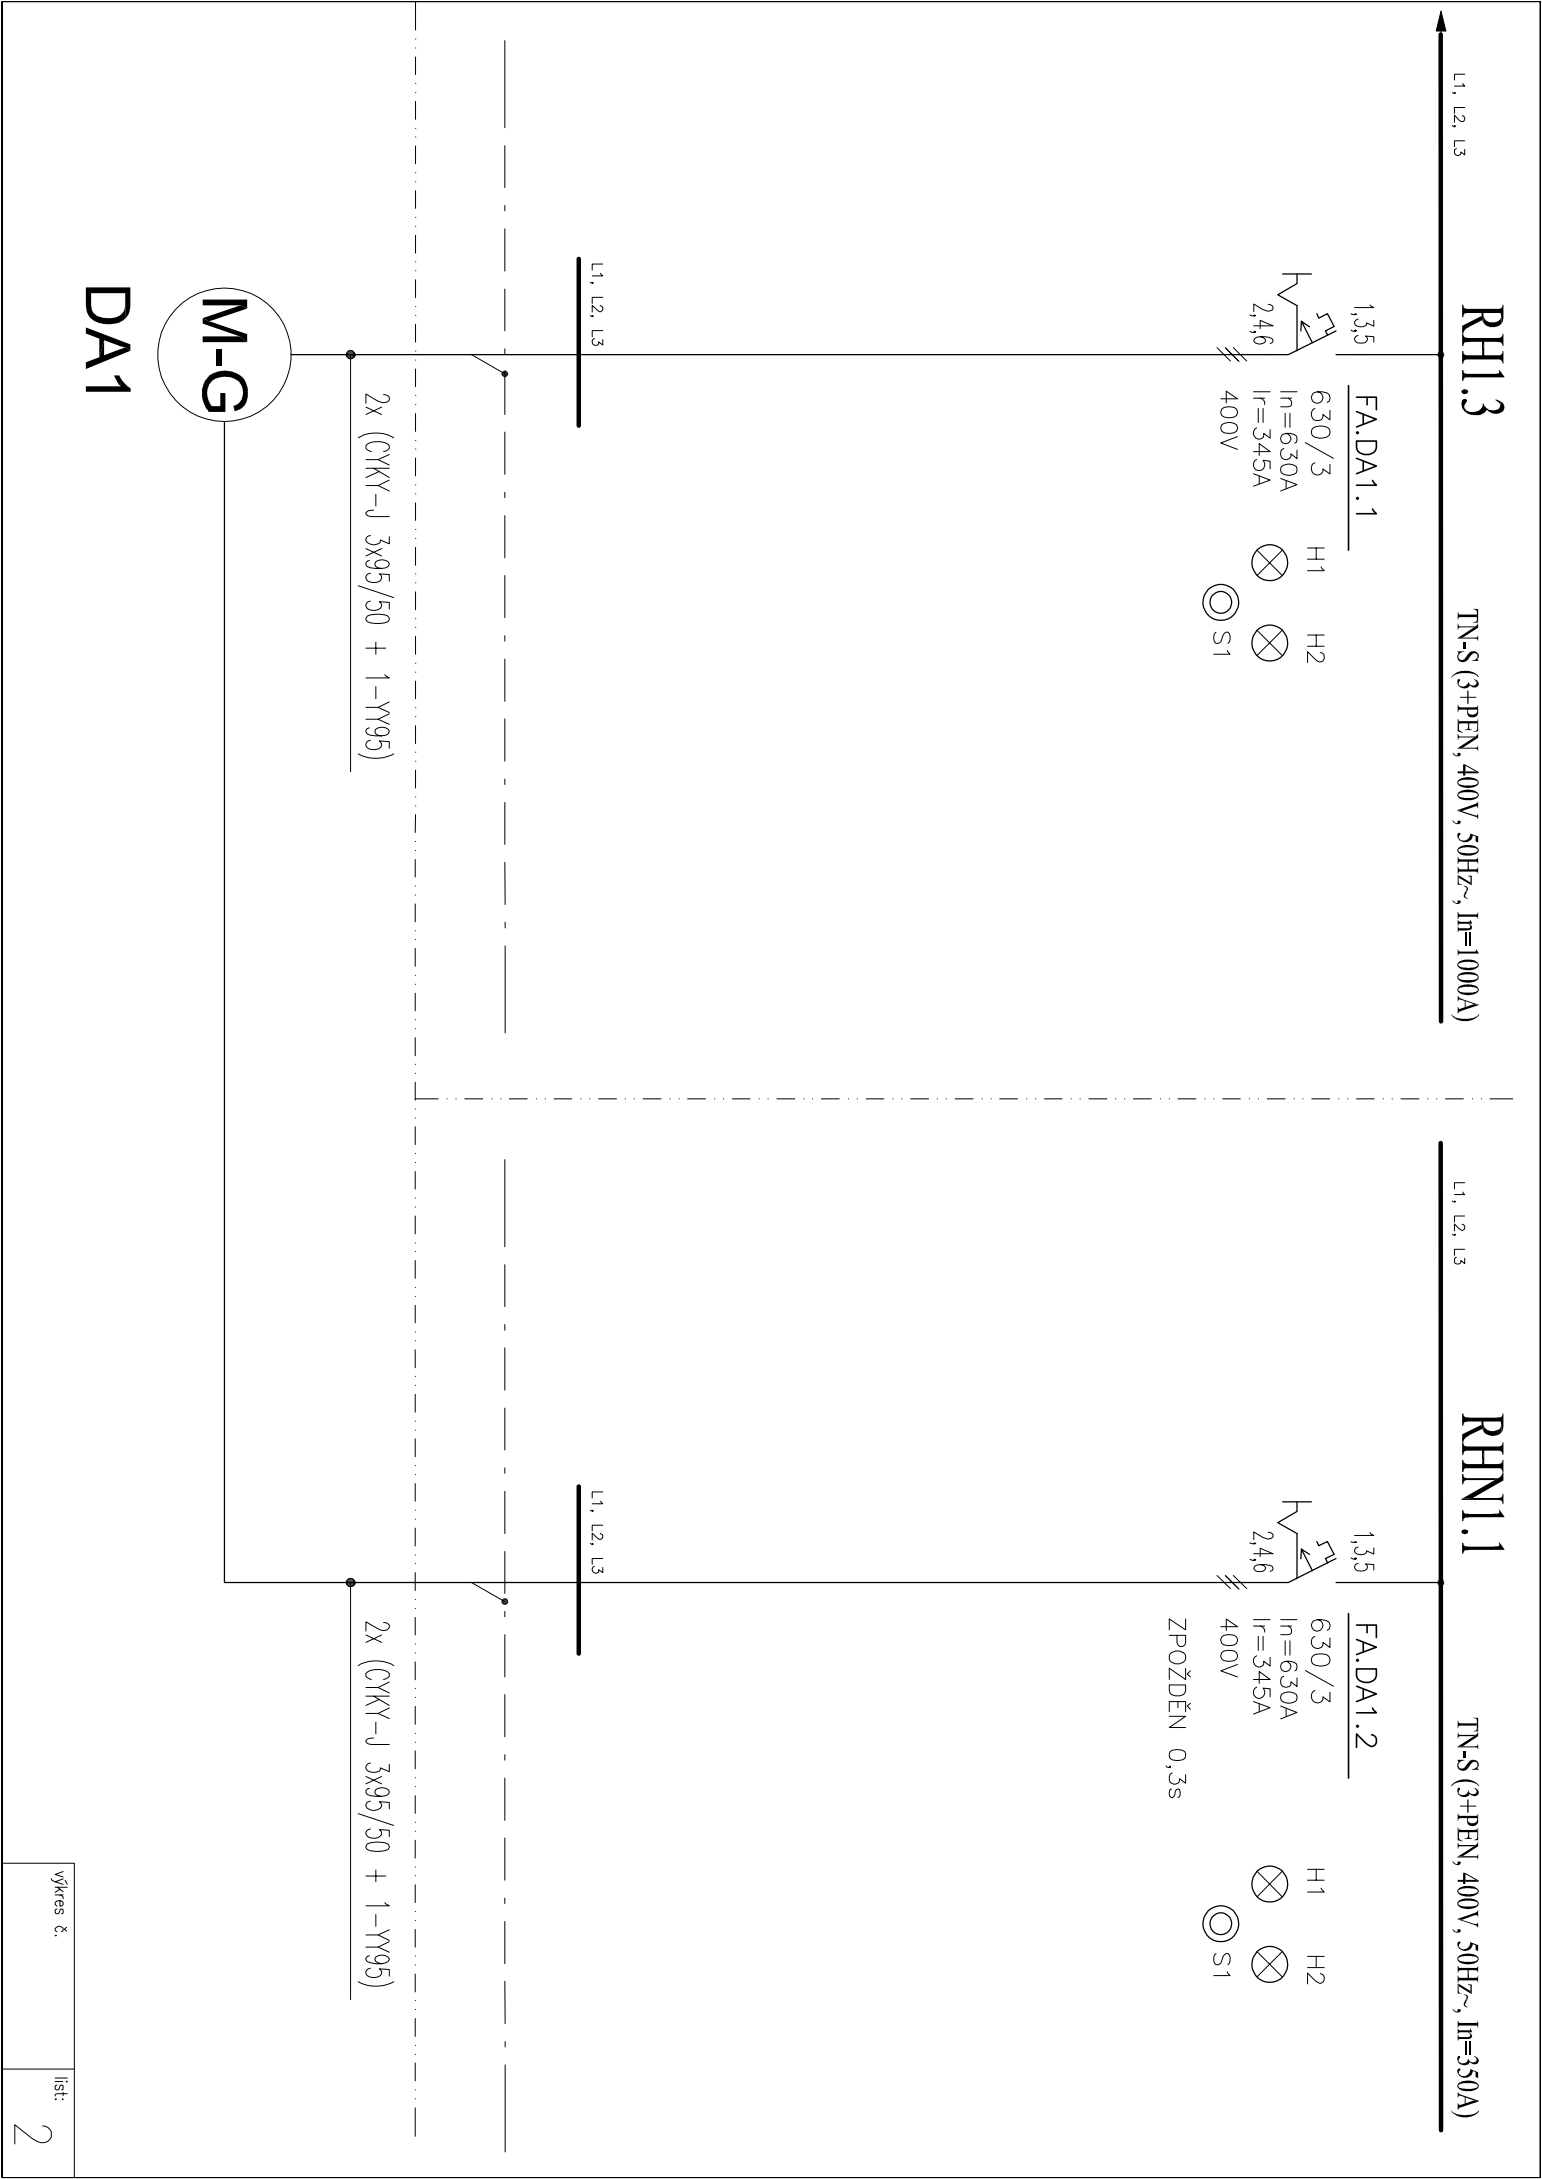 RH1.3
TN-S (3+PEN, 400V, 50Hz~, In=1000A)
L1, L2, L3
1,3,5
2,4,6
FA.DA1.1
630/3
In=630A
Ir=345A
400V
H1
H2
S1
L1, L2, L3
2x (CYKY-J 3x95/50 + 1-YY95)
M-G
DA1
RHN1.1
TN-S (3+PEN, 400V, 50Hz~, In=350A)
L1, L2, L3
1,3,5
2,4,6
FA.DA1.2
630/3
In=630A
Ir=345A
400V
ZPOŽDĚN 0,3s
H1
H2
S1
L1, L2, L3
2x (CYKY-J 3x95/50 + 1-YY95)
výkres č.
list:
2